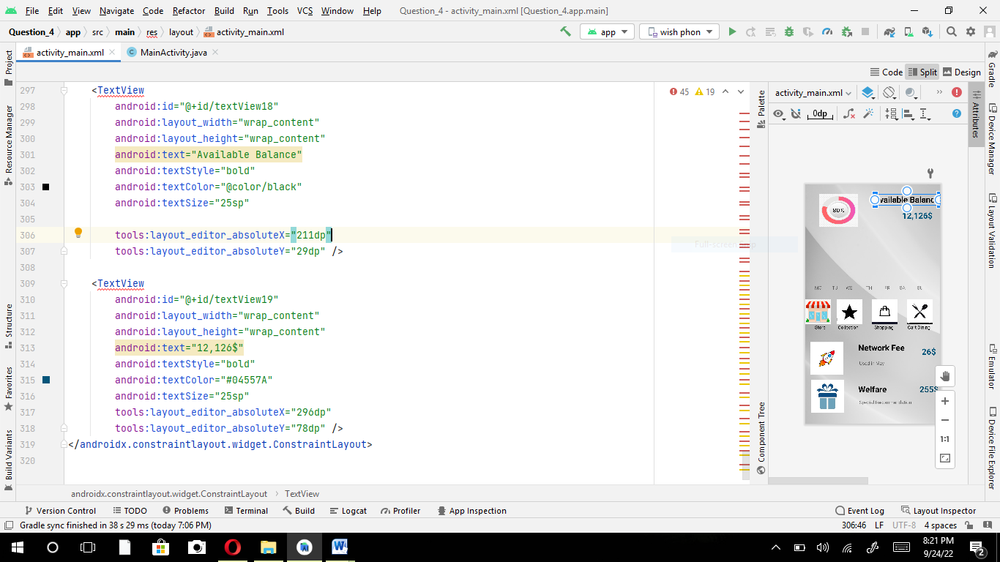 File Edit View Navigate Code Refactor Build Run Tools VCS Window Help Question_4 - activity_main.xml [Question_4.app.main]
Question_4 app src main res layout activity_main.xml app wish phon
activity_main.xml MainActivity.java
Code Split Design
Project
Resource Manager
Structure
Favorites
Build Variants
297 <TextView
298 android:id="@+id/textView18"
299 android:layout_width="wrap_content"
300 android:layout_height="wrap_content"
301 android:text="Available Balance"
302 android:textStyle="bold"
303 android:textColor="@color/black"
304 android:textSize="25sp"
305
306 tools:layout_editor_absoluteX="211dp"
307 tools:layout_editor_absoluteY="29dp" />
308
309 <TextView
310 android:id="@+id/textView19"
311 android:layout_width="wrap_content"
312 android:layout_height="wrap_content"
313 android:text="12,126$"
314 android:textStyle="bold"
315 android:textColor="#04557A"
316 android:textSize="25sp"
317 tools:layout_editor_absoluteX="296dp"
318 tools:layout_editor_absoluteY="78dp" />
319 </androidx.constraintlayout.widget.ConstraintLayout>
320
45 19
Palette
Component Tree
activity_main.xml
0dp
80%
vailable Balanc
12,126$
MO TU WE TH FR SA SU
Store Collection Shopping Cart Dining
Network Fee 26$
Used in May
Welfare 255$
Special Recommendation
1:1
Attributes
Gradle
Device Manager
Layout Validation
Emulator
Device File Explorer
androidx.constraintlayout.widget.ConstraintLayout TextView
Version Control TODO Problems Terminal Build Logcat Profiler App Inspection Event Log Layout Inspector
Gradle sync finished in 38 s 29 ms (today 7:06 PM) 306:46 LF UTF-8 4 spaces
8:21 PM
9/24/22
2